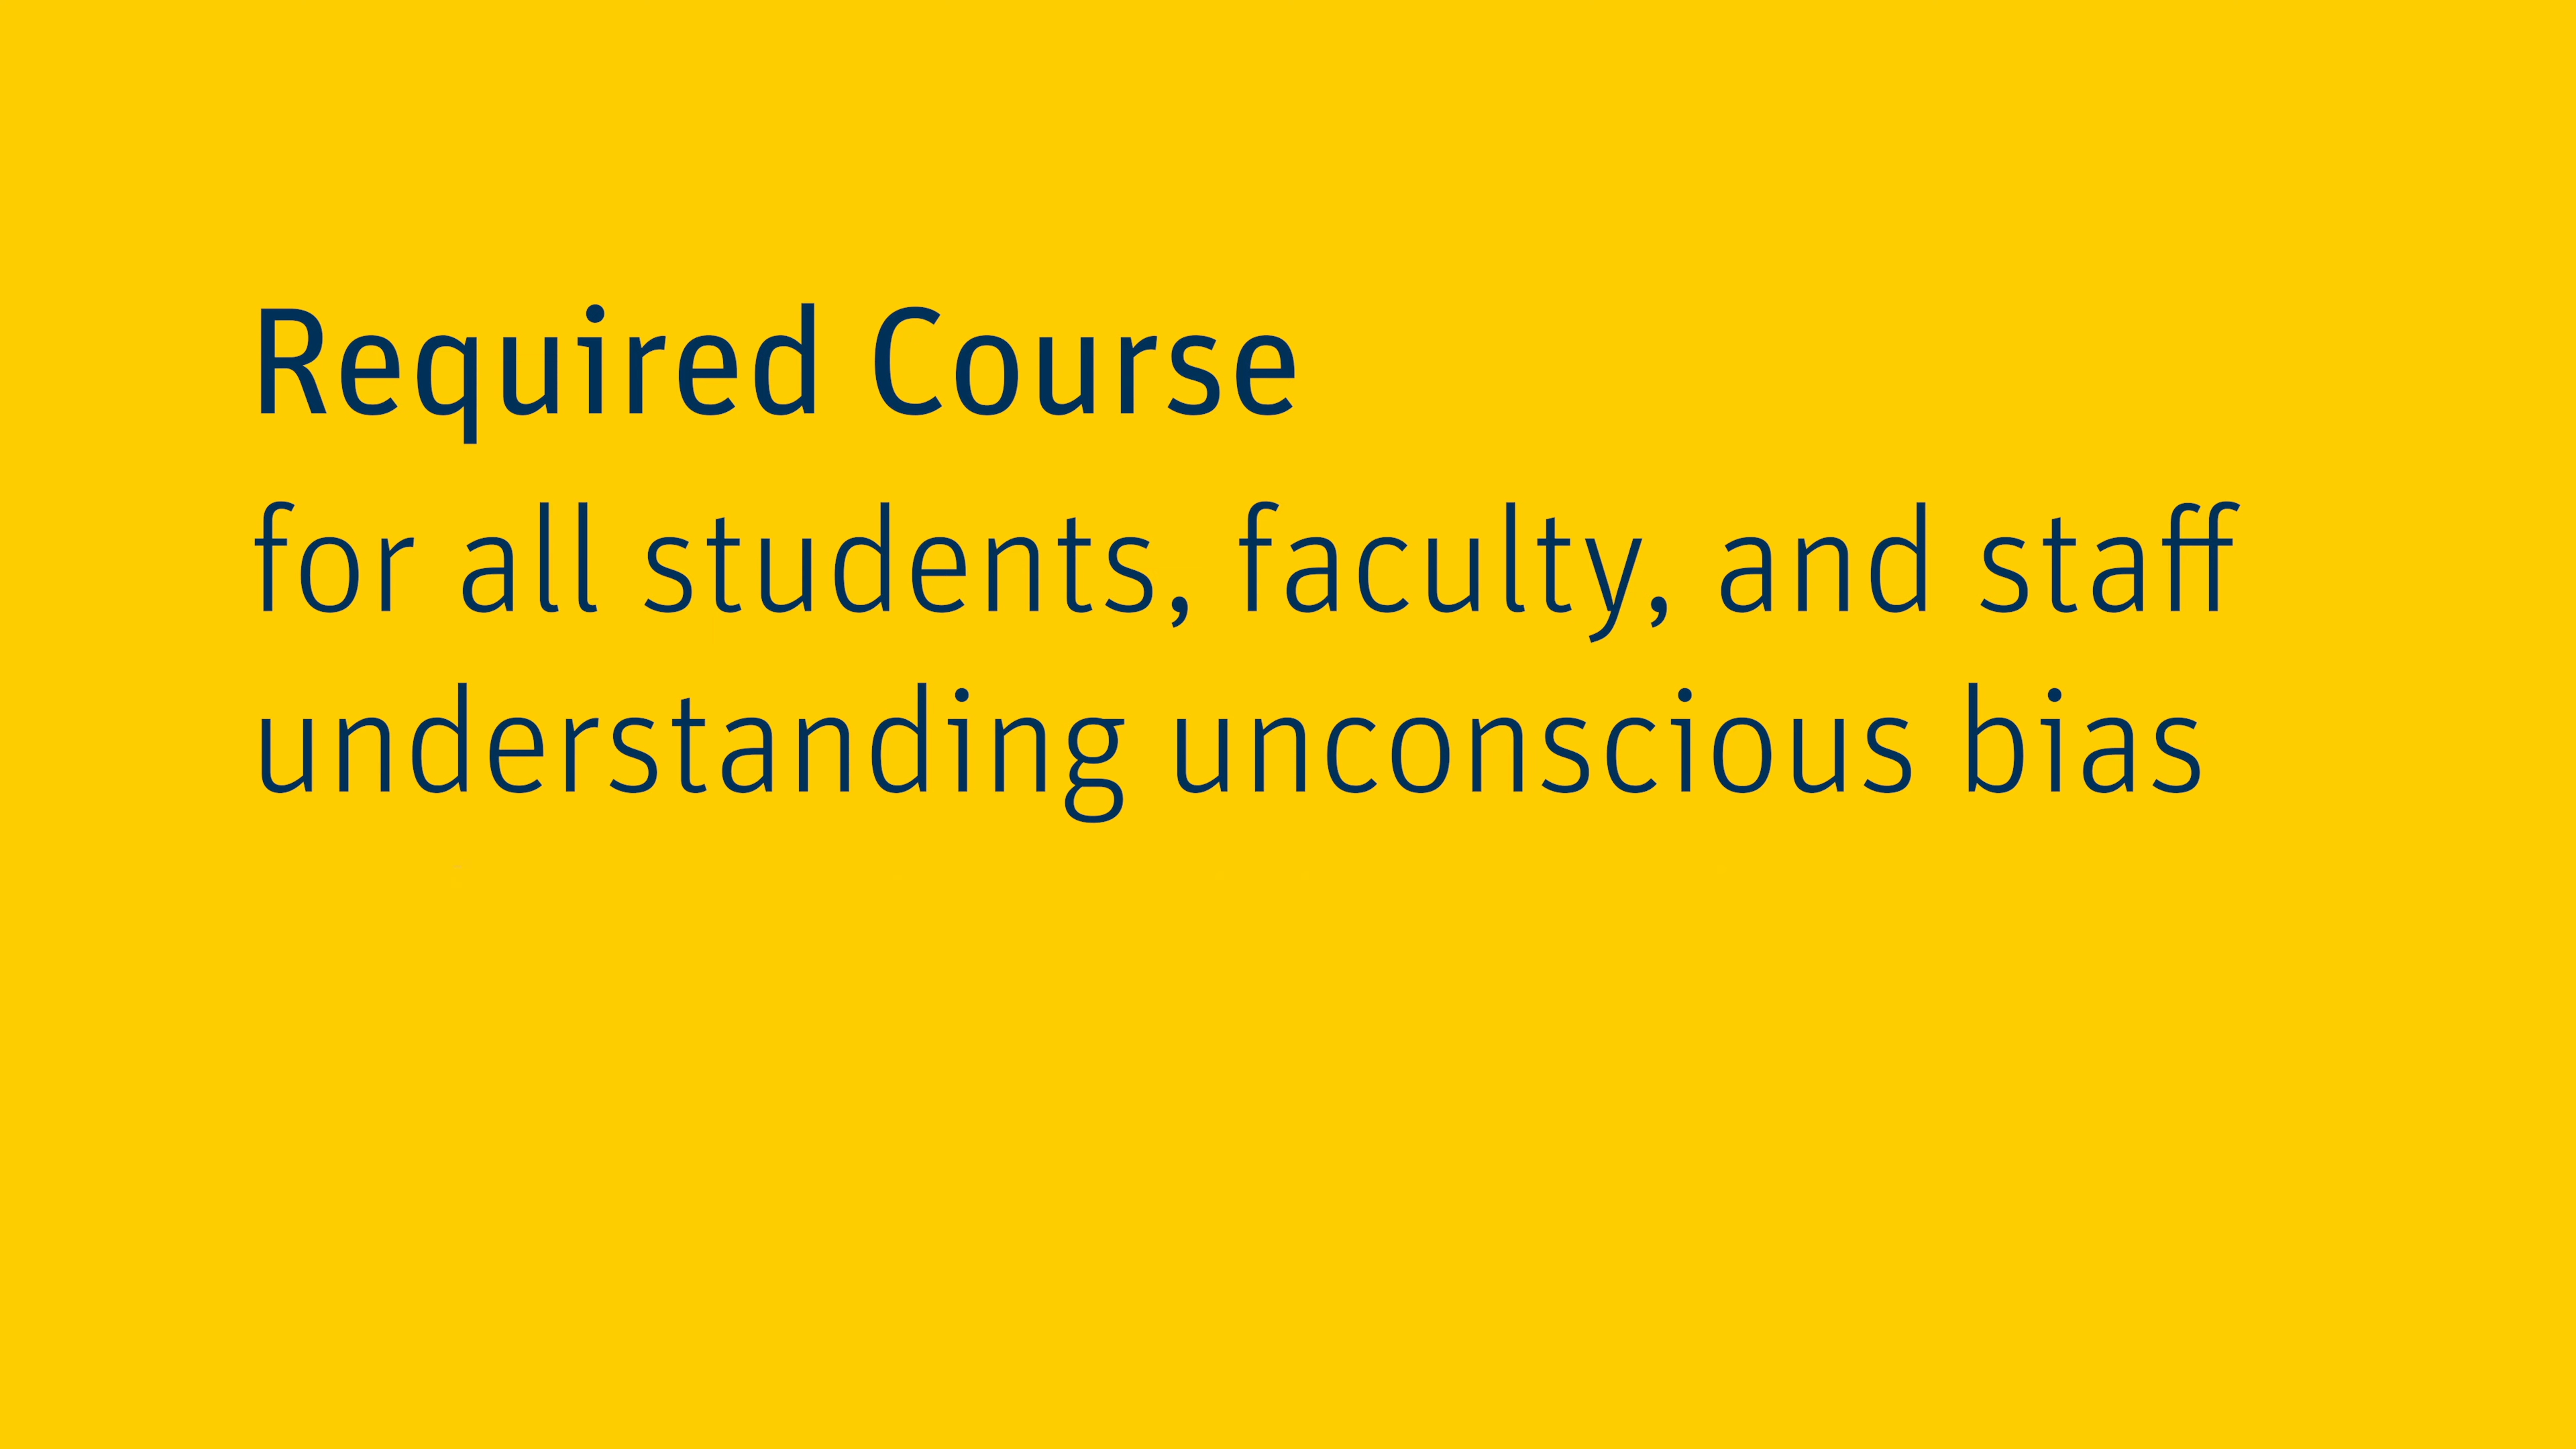 Required Course
for all students, faculty, and staff
understanding unconscious bias